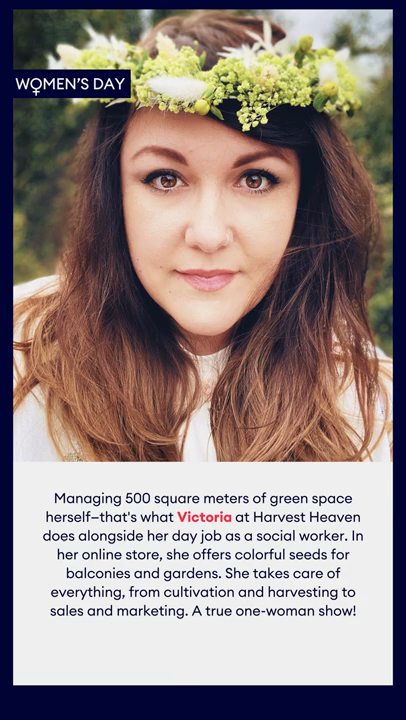 WOMEN'S DAY
Managing 500 square meters of green space
herself–that's what Victoria at Harvest Heaven
does alongside her day job as a social worker. In
her online store, she offers colorful seeds for
balconies and gardens. She takes care of
everything, from cultivation and harvesting to
sales and marketing. A true one-woman show!